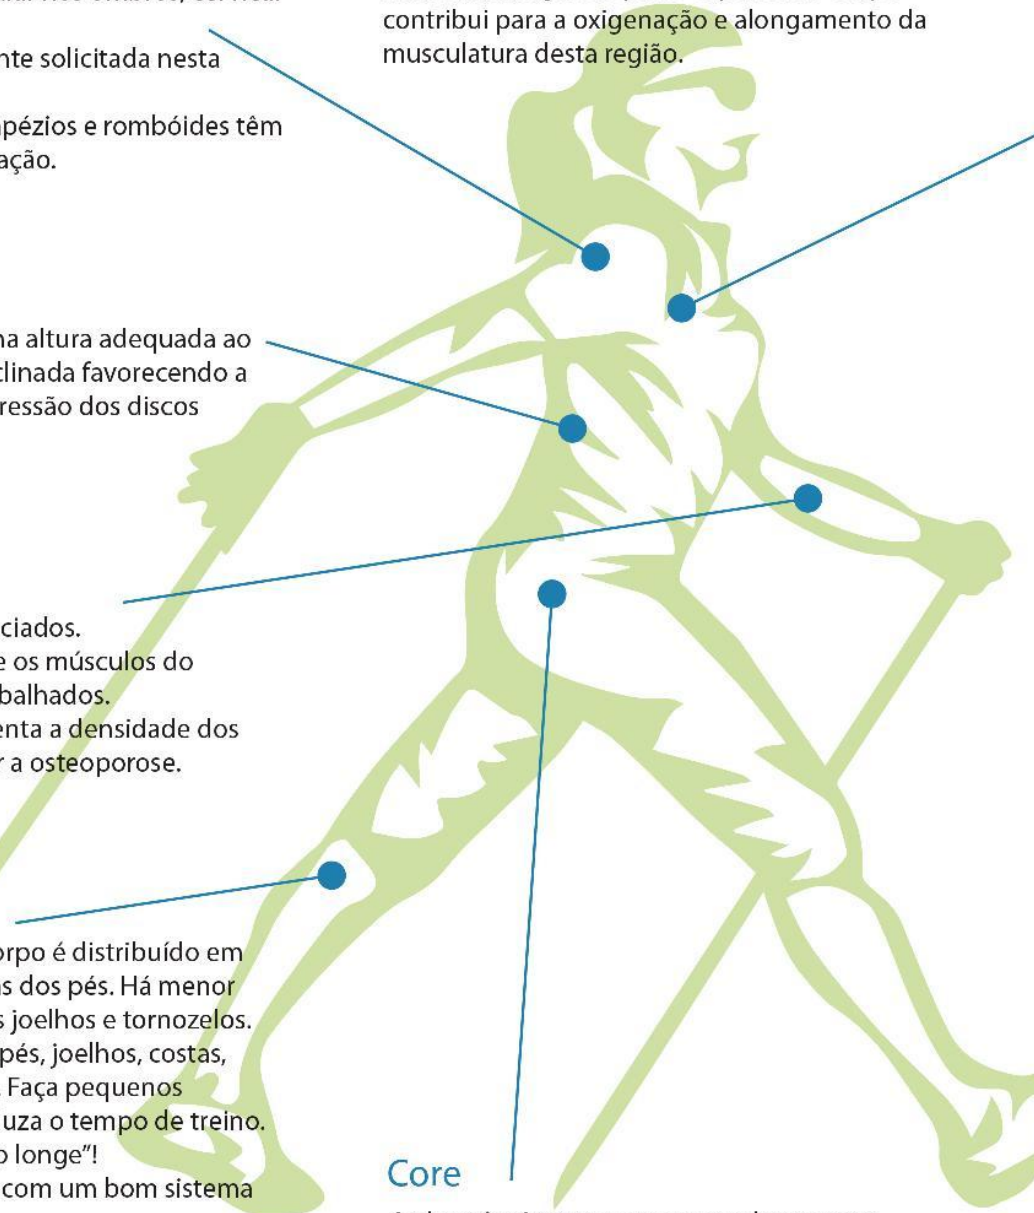 contribui para a oxigenação e alongamento da
musculatura desta região.
nte solicitada nesta
pézios e rombóides têm
ação.
na altura adequada ao
clinada favorecendo a
ressão dos discos
ciados.
e os músculos do
balhados.
enta a densidade dos
r a osteoporose.
orpo é distribuído em
s dos pés. Há menor
s joelhos e tornozelos.
pés, joelhos, costas,
. Faça pequenos
uza o tempo de treino.
o longe”!
com um bom sistema
Core